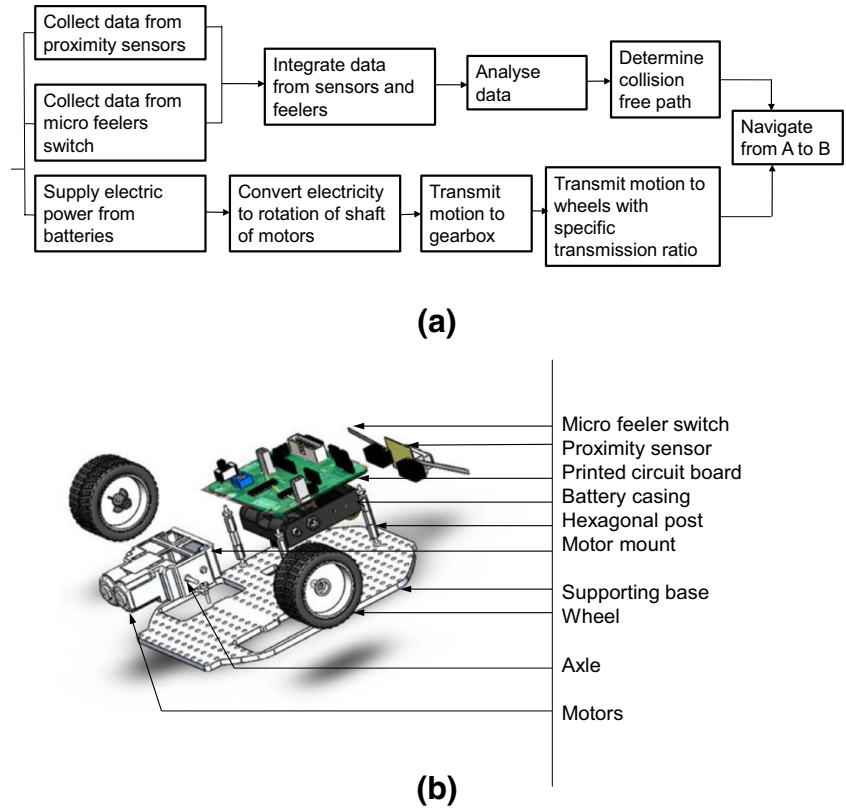 Collect data from
proximity sensors
Collect data from
micro feelers
switch
Integrate data
from sensors and
feelers
Analyse
data
Determine
collision
free path
Navigate
from A to B
Supply electric
power from
batteries
Convert electricity
to rotation of shaft
of motors
Transmit
motion to
gearbox
Transmit motion to
wheels with
specific
transmission ratio
(a)
Micro feeler switch
Proximity sensor
Printed circuit board
Battery casing
Hexagonal post
Motor mount
Supporting base
Wheel
Axle
Motors
(b)